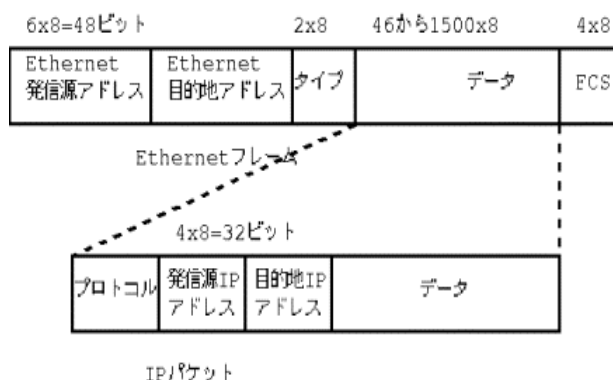 6x8=48ビット 2x8 46から1500x8 4x8
Ethernet
発信源アドレス
Ethernet
目的地アドレス
タイプ
データ
FCS
Ethernetフレーム
4x8=32ビット
プロトコル
発信源IP
アドレス
目的地IP
アドレス
データ
IPパケット